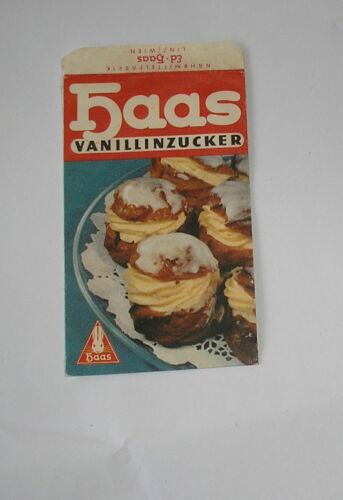 NÄHRMITTELFABRIK
Ed. Haas
LINZ/WIEN
Haas
VANILLINZUCKER
Haas